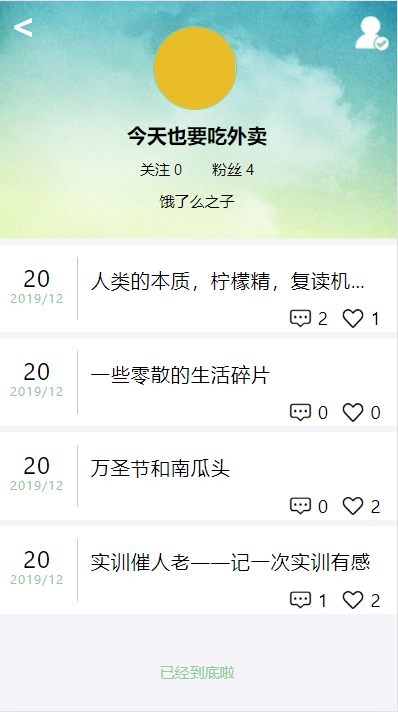 <
今天也要吃外卖
关注 0 粉丝 4
饿了么之子
20
2019/12
人类的本质，柠檬精，复读机...
2 1
20
2019/12
一些零散的生活碎片
0 0
20
2019/12
万圣节和南瓜头
0 2
20
2019/12
实训催人老——记一次实训有感
1 2
已经到底啦